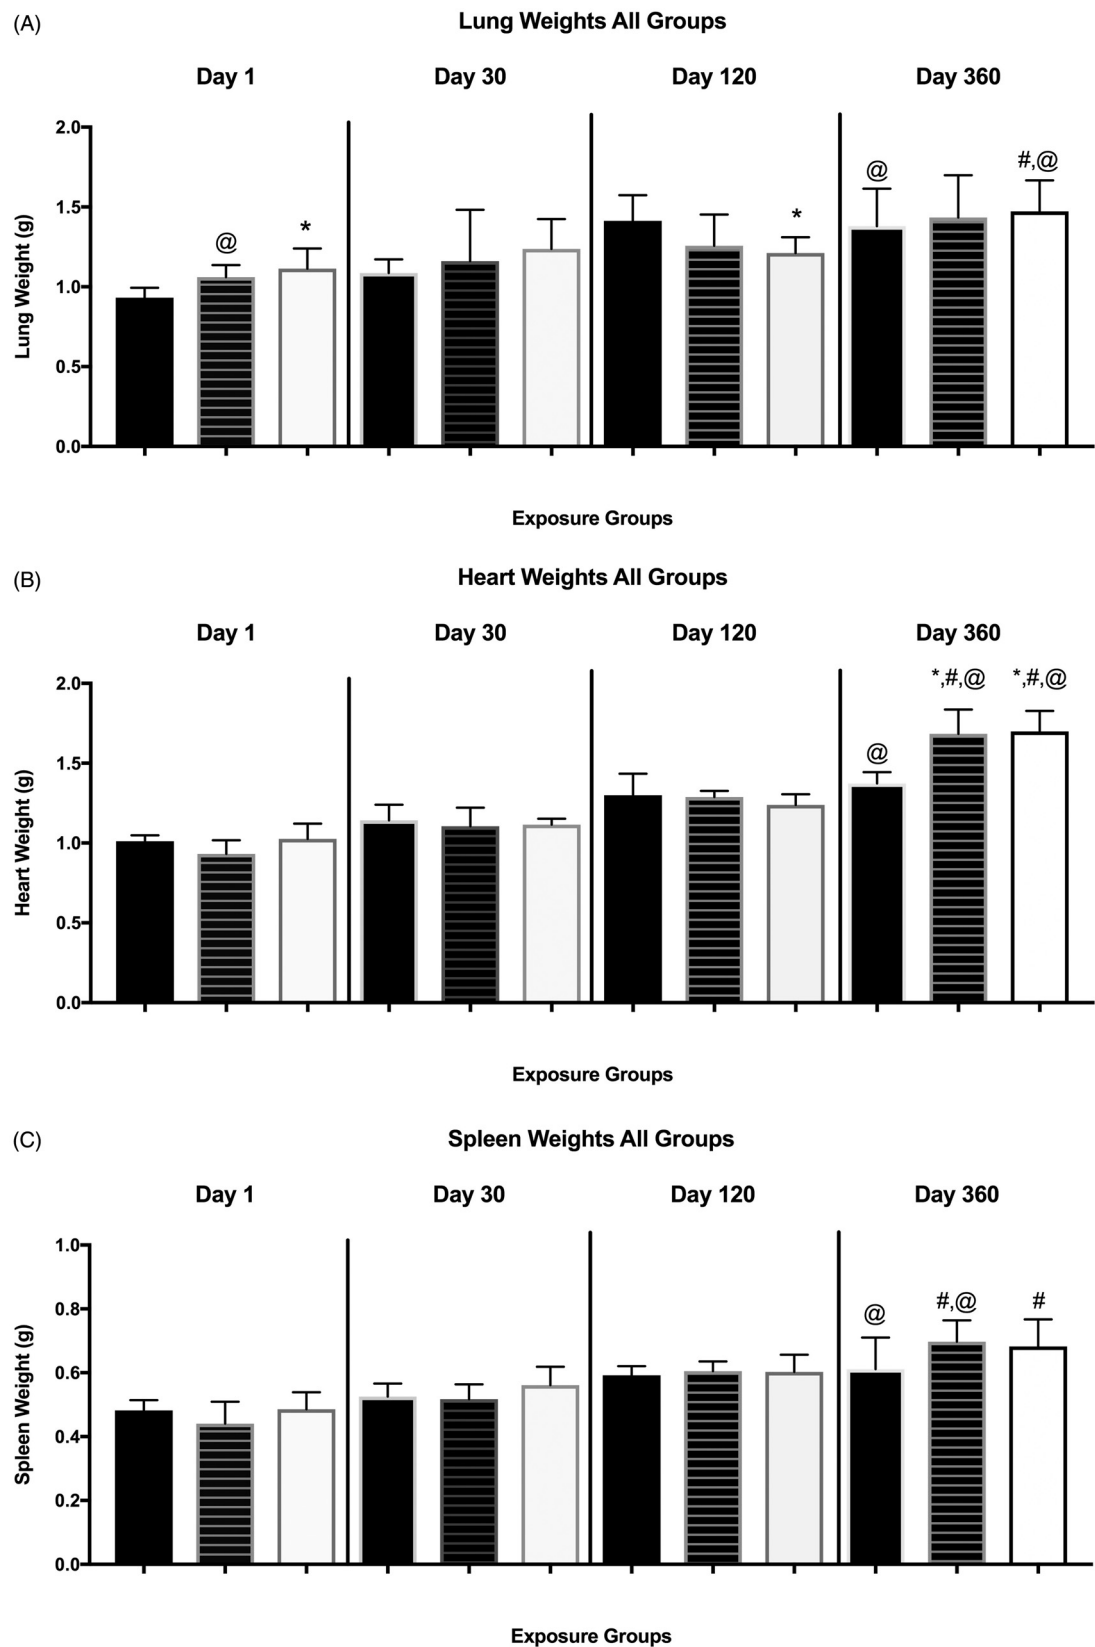 (A)
Lung Weights All Groups
Day 1 Day 30 Day 120 Day 360
2.0
1.5
1.0
0.5
0.0
Lung Weight (g)
@ * * @ #,@
Exposure Groups
(B)
Heart Weights All Groups
Day 1 Day 30 Day 120 Day 360
2.0
1.5
1.0
0.5
0.0
Heart Weight (g)
@ *,#,@ *,#,@
Exposure Groups
(C)
Spleen Weights All Groups
Day 1 Day 30 Day 120 Day 360
1.0
0.8
0.6
0.4
0.2
0.0
Spleen Weight (g)
@ #,@ #
Exposure Groups